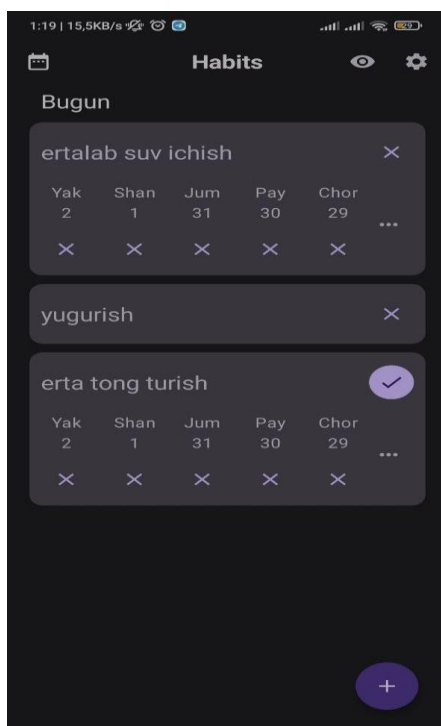 1:19 | 15,5KB/s
59
Habits
Bugun
ertalab suv ichish
Yak Shan Jum Pay Chor
2 1 31 30 29
yugurish
erta tong turish
Yak Shan Jum Pay Chor
2 1 31 30 29